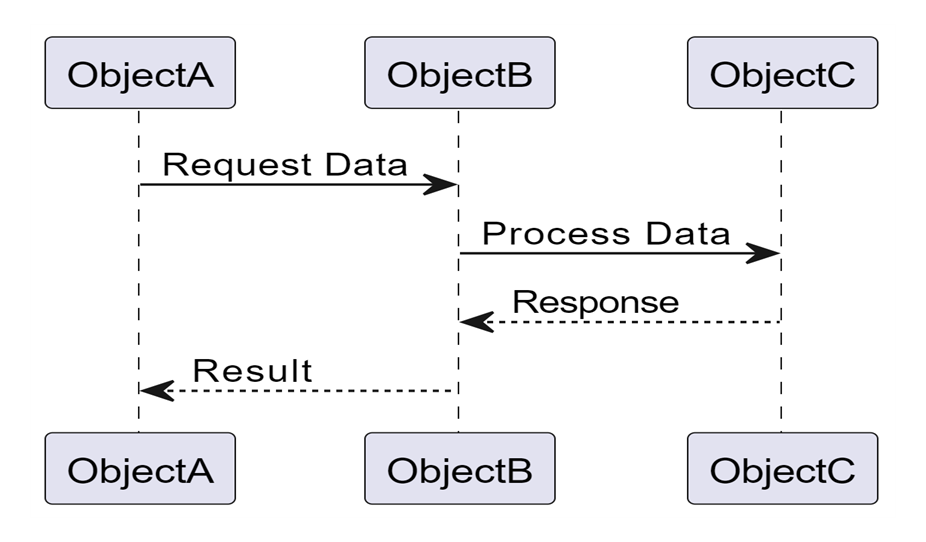 ObjectA
ObjectB
ObjectC
Request Data
Process Data
Response
Result
ObjectA
ObjectB
ObjectC